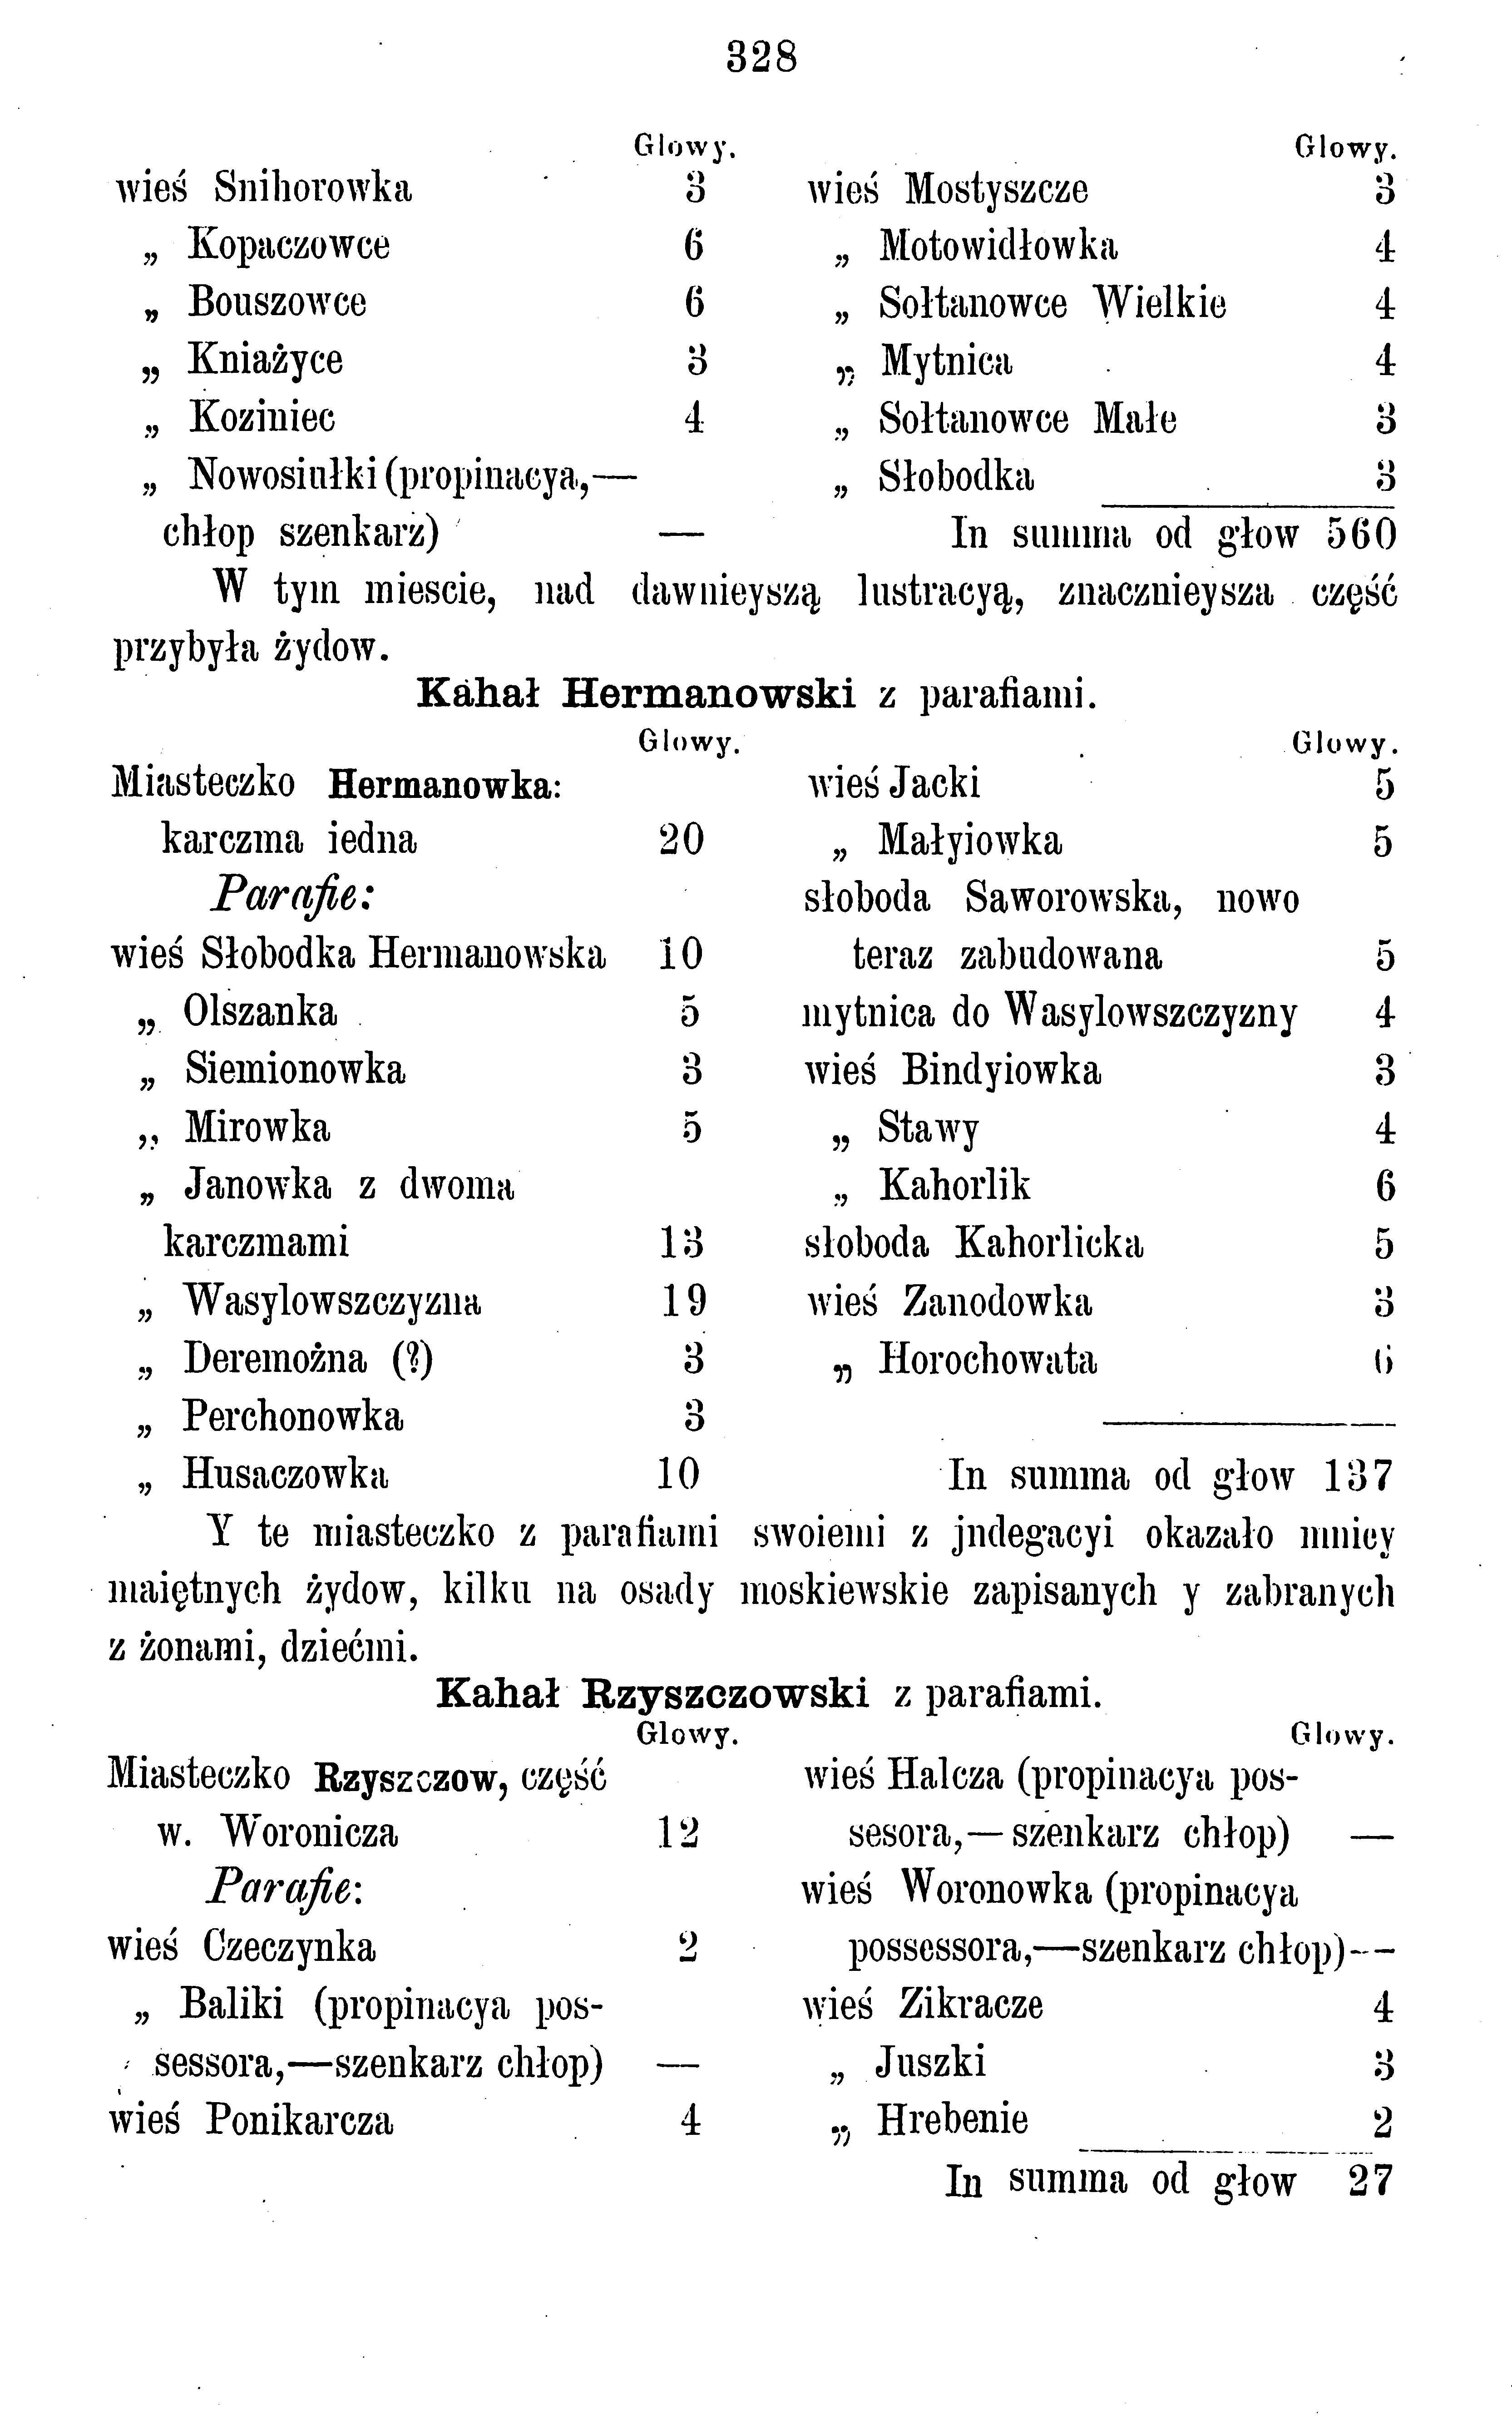 328
Glowy.
wieś Snihorowka 3
„ Kopaczowce 6
„ Bouszowce 6
„ Kniażyce 3
„ Koziniec 4
„ Nowosiułki (propinacya,—
chłop szenkarz) —
Glowy.
wieś Mostyszcze 3
„ Motowidłowka 4
„ Sołtanowce Wielkie 4
„ Mytnica 4
„ Sołtanowce Małe 3
„ Słobodka 3
In summa od głow 560
W tym miescie, nad dawnieyszą lustracyą, znacznieysza część
przybyła żydow.
Kahał Hermanowski z parafiami.
Glowy.
Miasteczko Hermanowka:
karczma iedna 20
Parafie:
wieś Słobodka Hermanowska 10
„ Olszanka 5
„ Siemionowka 3
„ Mirowka 5
„ Janowka z dwoma
karczmami 13
„ Wasylowszczyzna 19
„ Deremożna (?) 3
„ Perchonowka 3
„ Husaczowka 10
Glowy.
wieś Jacki 5
„ Małyiowka 5
słoboda Saworowska, nowo
teraz zabudowana 5
mytnica do Wasylowszczyzny 4
wieś Bindyiowka 3
„ Stawy 4
„ Kahorlik 6
słoboda Kahorlicka 5
wieś Zanodowka 3
„ Horochowata 6
In summa od głow 137
Y te miasteczko z parafiami swoiemi z jndegacyi okazało mniey
maiętnych żydow, kilku na osady moskiewskie zapisanych y zabranych
z żonami, dziećmi.
Kahał Rzyszczowski z parafiami.
Glowy.
Miasteczko Rzyszczow, część
w. Woronicza 12
Parafie:
wieś Czeczynka 2
„ Baliki (propinacya pos-
sessora,—szenkarz chłop) —
wieś Ponikarcza 4
Glowy.
wieś Halcza (propinacya pos-
sesora,— szenkarz chłop) —
wieś Woronowka (propinacya
possessora,—szenkarz chłop) —
wieś Zikracze 4
„ Juszki 3
„ Hrebenie 2
In summa od głow 27